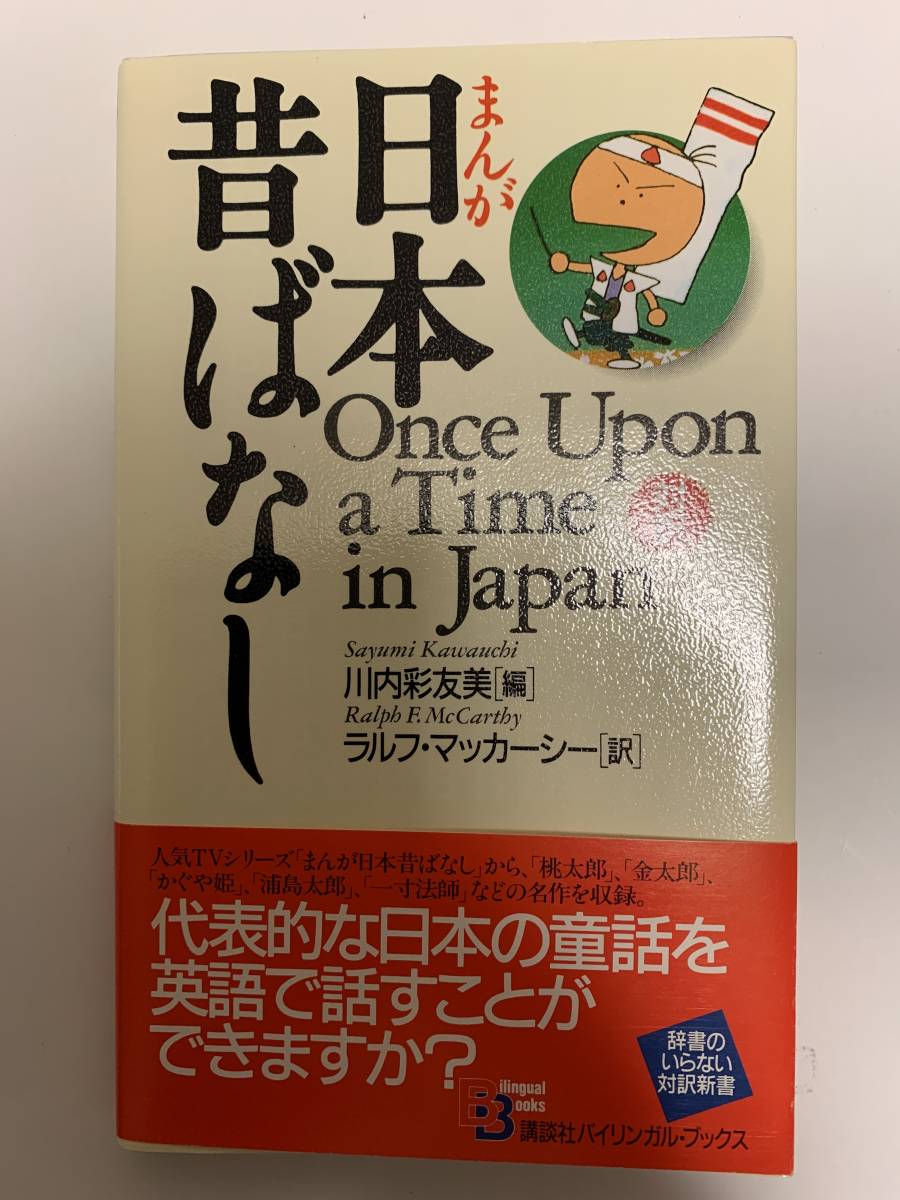 まんが
日本
昔ばなし
Once Upon
a Time
in Japan
Sayumi Kawauchi
川内彩友美[編]
Ralph F. McCarthy
ラルフ・マッカーシー[訳]
人気TVシリーズ「まんが日本昔ばなし」から、「桃太郎」、「金太郎」、
「かぐや姫」、「浦島太郎」、「一寸法師」などの名作を収録。
代表的な日本の童話を
英語で話すことが
できますか?
辞書の
いらない
対訳新書
Bilingual
Books
講談社バイリンガル・ブックス